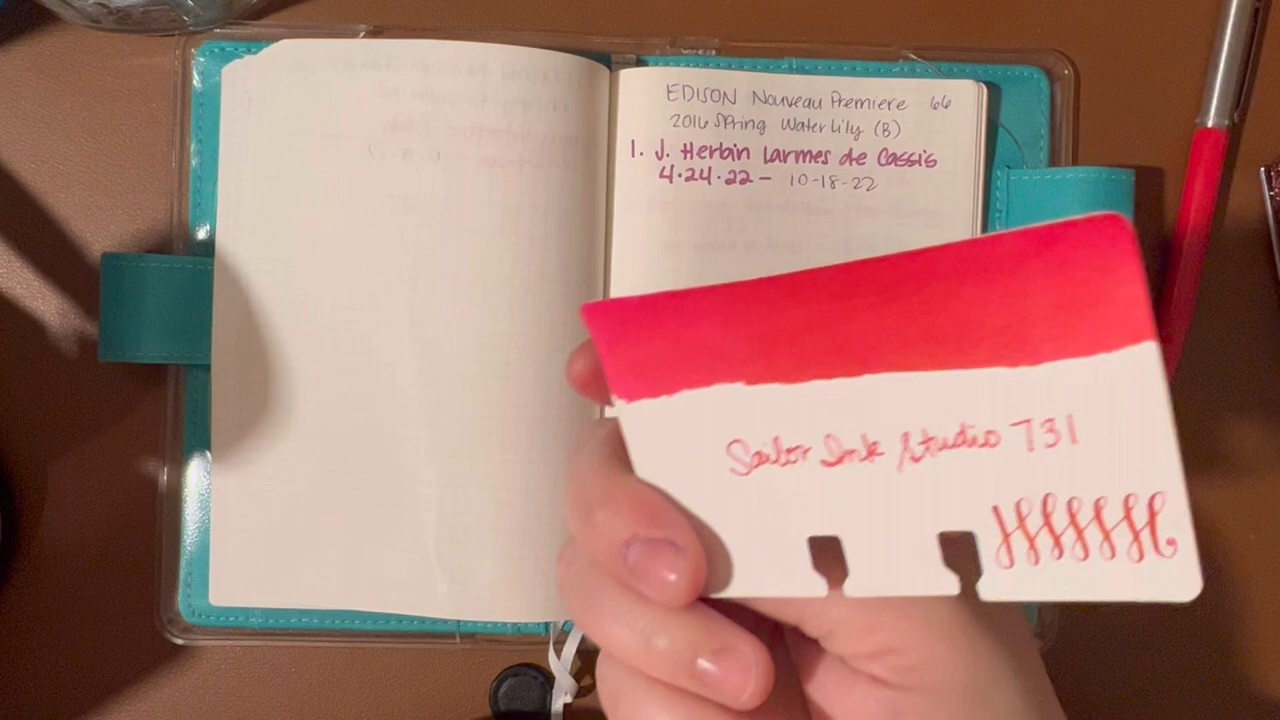 EDISON Nouveau Premiere 66
2016 Spring Water Lily (B)
1. J. Herbin Larmes de Cassis
4.24.22 - 10-18-22
Sailor Ink Studio 731